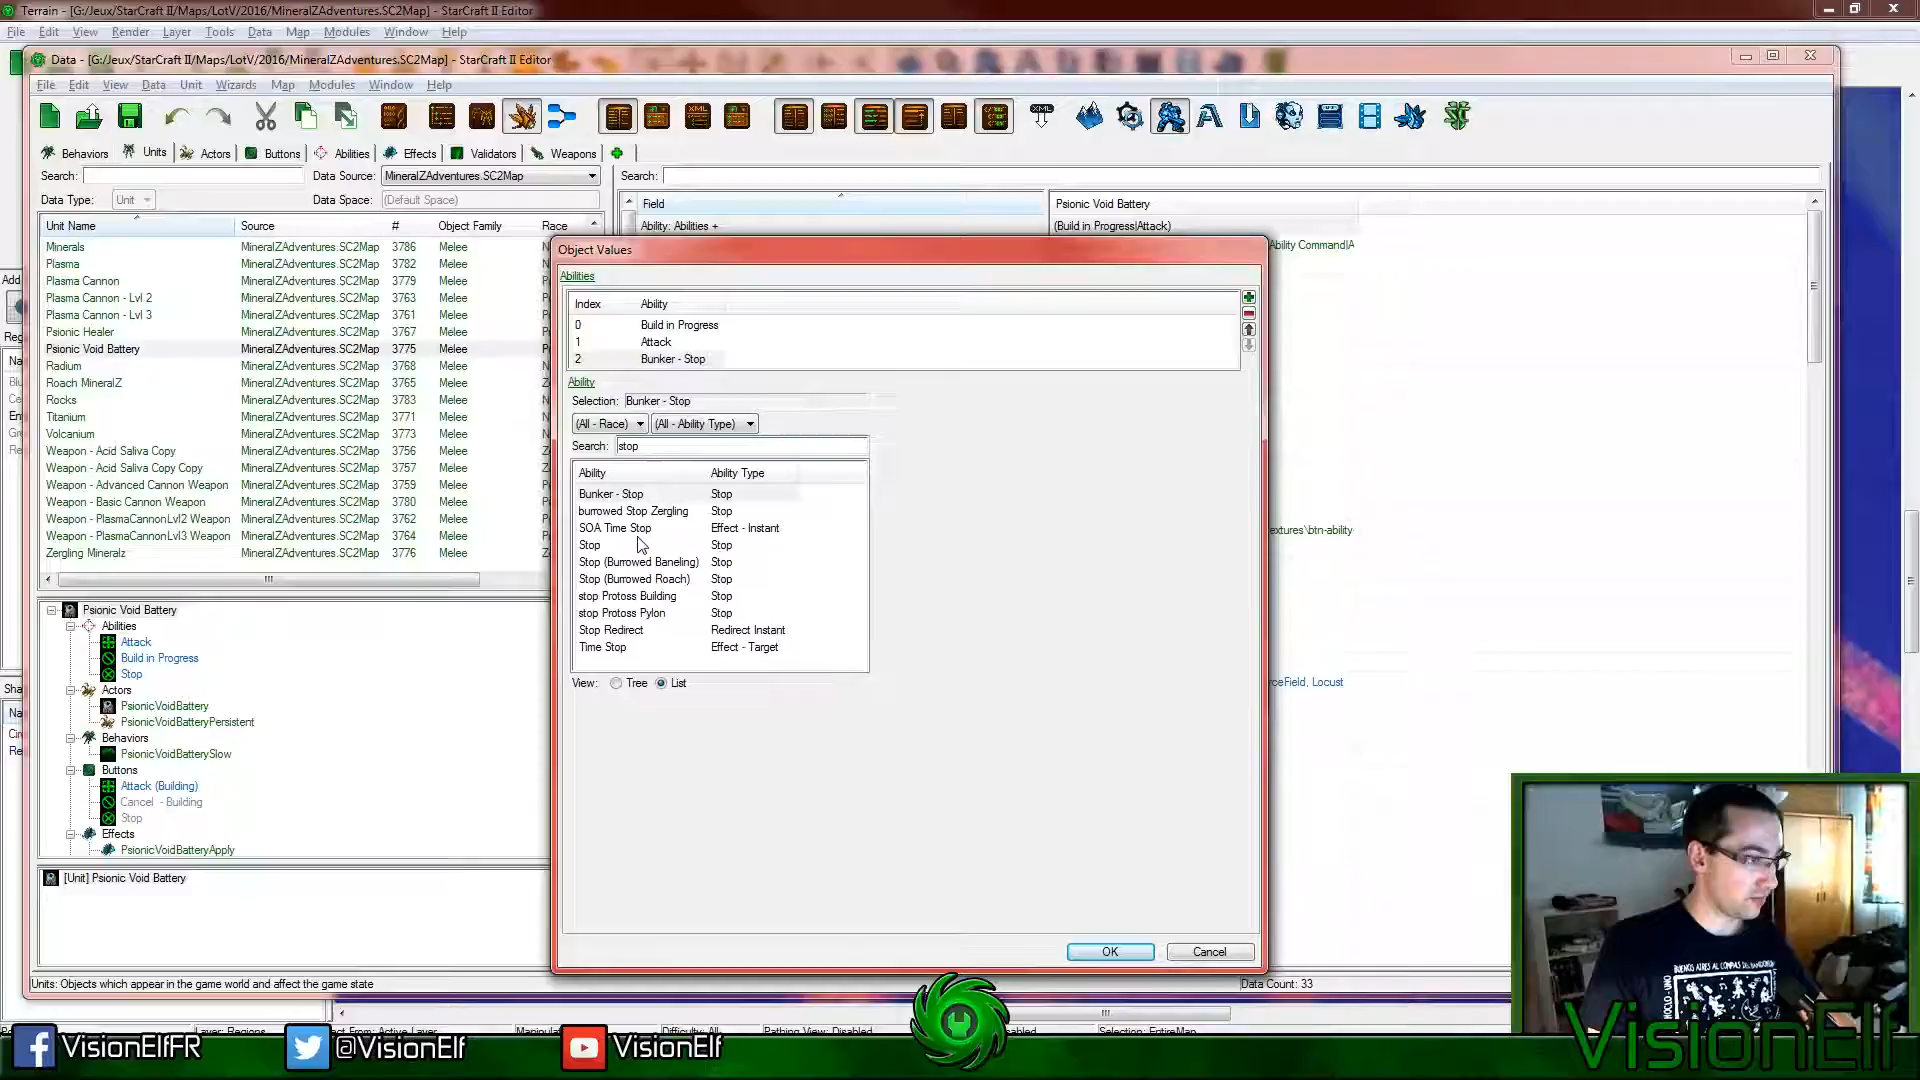 Terrain - [G:/Jeux/StarCraft II/Maps/LotV/2016/MineralZAdventures.SC2Map] - StarCraft II Editor
File Edit View Render Layer Tools Data Map Modules Window Help
Data - [G:/Jeux/StarCraft II/Maps/LotV/2016/MineralZAdventures.SC2Map] - StarCraft II Editor
File Edit View Data Unit Wizards Map Modules Window Help
XML
Behaviors Units Actors Buttons Abilities Effects Validators Weapons
Search: Data Source: MineralZAdventures.SC2Map Search:
Data Type: Unit Data Space: (Default Space)
Field Psionic Void Battery
Unit Name Source # Object Family Race Ability: Abilities + (Build in Progress|Attack)
Ability Command|A
Minerals MineralZAdventures.SC2Map 3786 Melee
Plasma MineralZAdventures.SC2Map 3782 Melee
Plasma Cannon MineralZAdventures.SC2Map 3779 Melee
Plasma Cannon - Lvl 2 MineralZAdventures.SC2Map 3763 Melee
Plasma Cannon - Lvl 3 MineralZAdventures.SC2Map 3761 Melee
Psionic Healer MineralZAdventures.SC2Map 3767 Melee
Psionic Void Battery MineralZAdventures.SC2Map 3775 Melee
Radium MineralZAdventures.SC2Map 3768 Melee
Roach MineralZ MineralZAdventures.SC2Map 3765 Melee
Rocks MineralZAdventures.SC2Map 3783 Melee
Titanium MineralZAdventures.SC2Map 3771 Melee
Volcanium MineralZAdventures.SC2Map 3773 Melee
Weapon - Acid Saliva Copy MineralZAdventures.SC2Map 3756 Melee
Weapon - Acid Saliva Copy Copy MineralZAdventures.SC2Map 3757 Melee
Weapon - Advanced Cannon Weapon MineralZAdventures.SC2Map 3759 Melee
Weapon - Basic Cannon Weapon MineralZAdventures.SC2Map 3780 Melee
Weapon - PlasmaCannonLvl2 Weapon MineralZAdventures.SC2Map 3762 Melee
Weapon - PlasmaCannonLvl3 Weapon MineralZAdventures.SC2Map 3764 Melee
Zergling Mineralz MineralZAdventures.SC2Map 3776 Melee
Object Values
Abilities
Index Ability
0 Build in Progress
1 Attack
2 Bunker - Stop
Ability
Selection: Bunker - Stop
(All - Race) (All - Ability Type)
Search: stop
Ability Ability Type
Bunker - Stop Stop
burrowed Stop Zergling Stop
SOA Time Stop Effect - Instant
Stop Stop
Stop (Burrowed Baneling) Stop
Stop (Burrowed Roach) Stop
stop Protoss Building Stop
stop Protoss Pylon Stop
Stop Redirect Redirect Instant
Time Stop Effect - Target
View: Tree List
OK Cancel
extures\btn-ability
rceField, Locust
Psionic Void Battery
Abilities
Attack
Build in Progress
Stop
Actors
PsionicVoidBattery
PsionicVoidBatteryPersistent
Behaviors
PsionicVoidBatterySlow
Buttons
Attack (Building)
Cancel - Building
Stop
Effects
PsionicVoidBatteryApply
[Unit] Psionic Void Battery
Units: Objects which appear in the game world and affect the game state Data Count: 33
BUENOS AIRES AL COMPAS DEL
VisionElfFR @VisionElf VisionElf
VisionElf